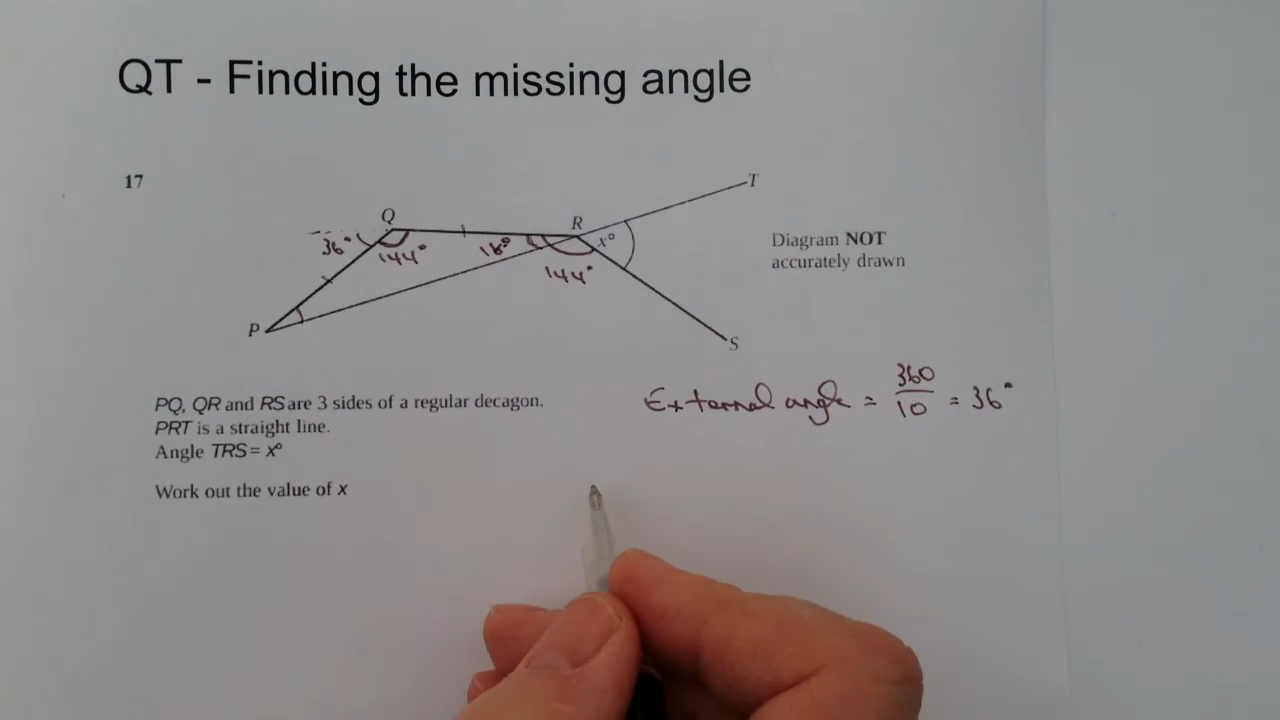 QT - Finding the missing angle
17
T
Q
R
36°
144°
18°
x°
144°
Diagram NOT
accurately drawn
P
S
External angle = 360/10 = 36°
PQ, QR and RS are 3 sides of a regular decagon.
PRT is a straight line.
Angle TRS = x°
Work out the value of x